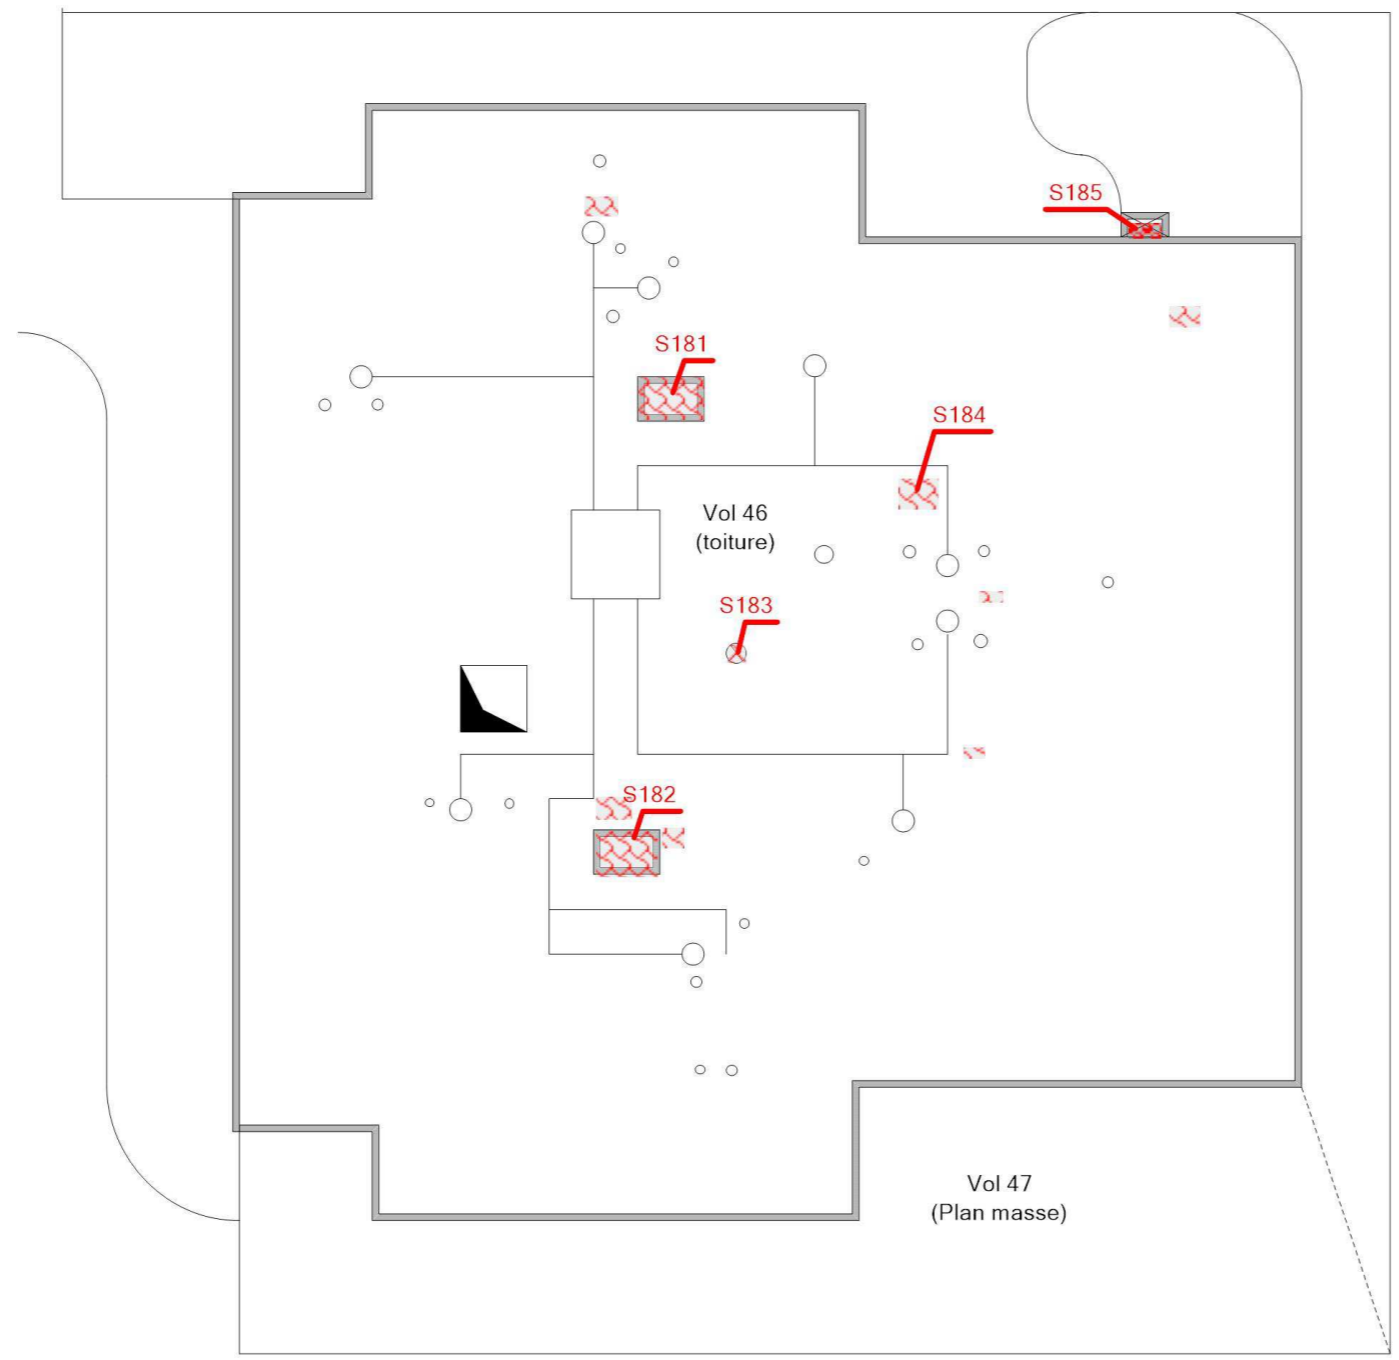 S185
S181
S184
Vol 46
(toiture)
S183
S182
Vol 47
(Plan masse)